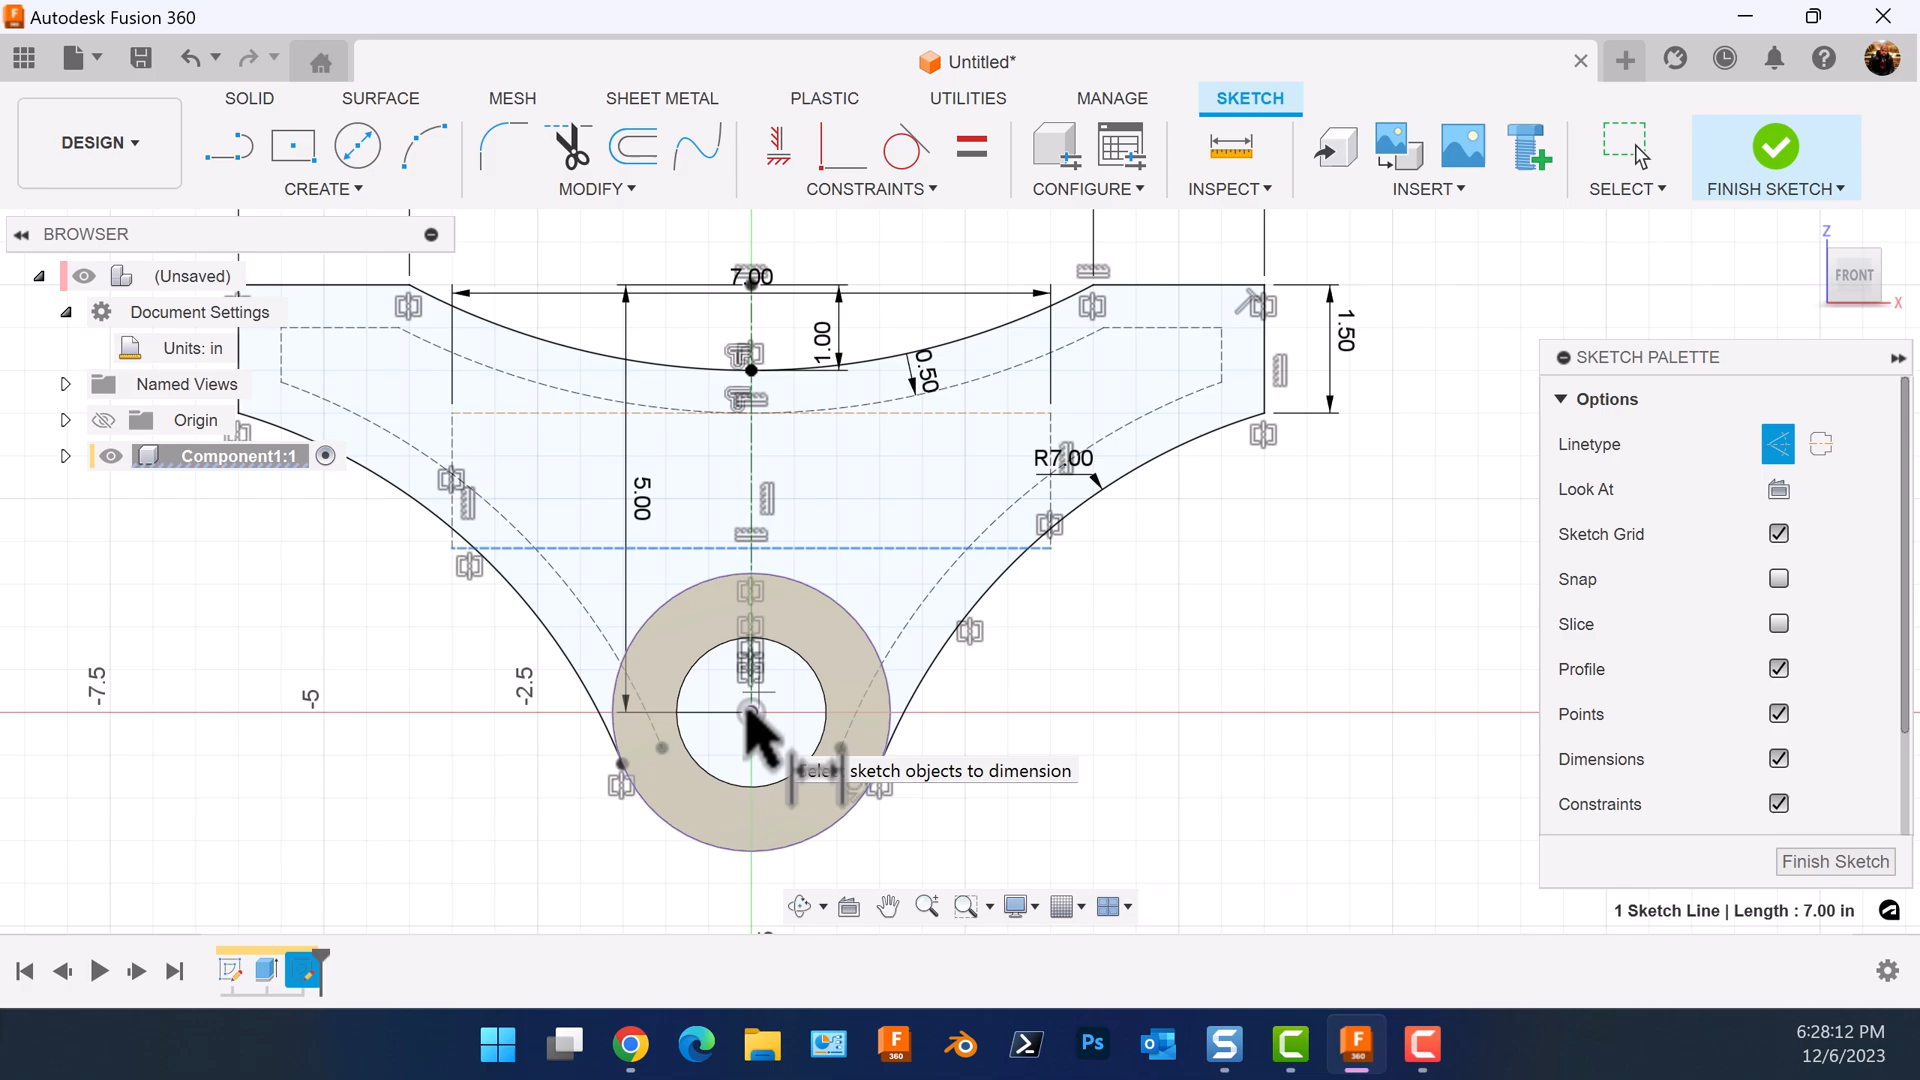 Autodesk Fusion 360
Untitled*
SOLID SURFACE MESH SHEET METAL PLASTIC UTILITIES MANAGE SKETCH
DESIGN
CREATE MODIFY CONSTRAINTS CONFIGURE INSPECT INSERT SELECT FINISH SKETCH
BROWSER
(Unsaved)
Document Settings
Units: in
Named Views
Origin
Component1:1
7.00
1.00
0.50
1.50
5.00
R7.00
-7.5
-5
-2.5
sketch objects to dimension
Z
FRONT
X
SKETCH PALETTE
Options
Linetype
Look At
Sketch Grid
Snap
Slice
Profile
Points
Dimensions
Constraints
Finish Sketch
1 Sketch Line | Length : 7.00 in
F
360
Ps
S
C
F
360
C
6:28:12 PM
12/6/2023